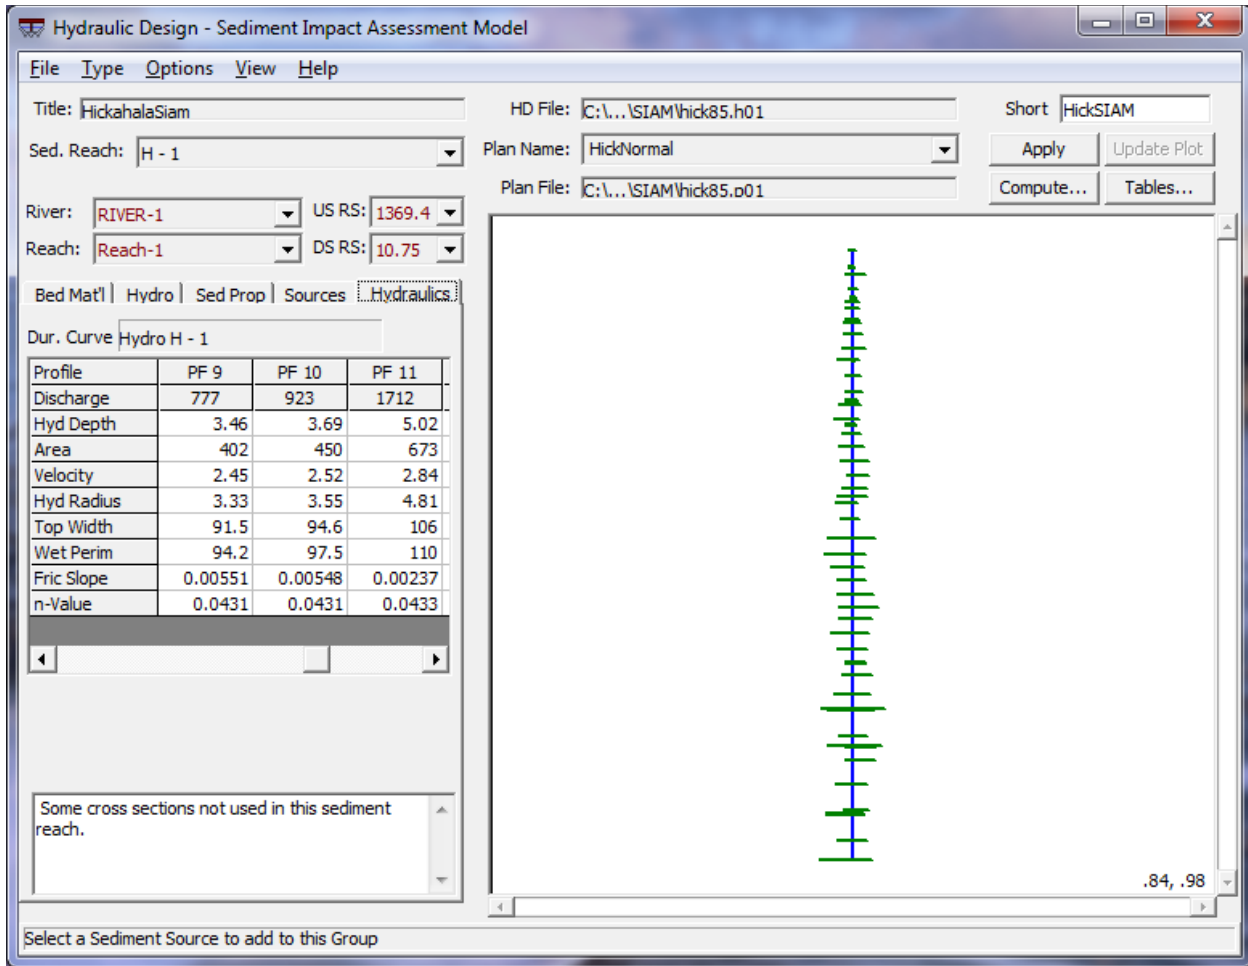 Hydraulic Design - Sediment Impact Assessment Model
File Type Options View Help
Title: HickahalaSiam HD File: C:\...\SIAM\hick85.h01 Short HickSIAM
Sed. Reach: H - 1 Plan Name: HickNormal Apply Update Plot
Plan File: C:\...\SIAM\hick85.p01 Compute... Tables...
River: RIVER-1 US RS: 1369.4
Reach: Reach-1 DS RS: 10.75
Bed Mat'l Hydro Sed Prop Sources Hydraulics
Dur. Curve Hydro H - 1
Profile PF 9 PF 10 PF 11
Discharge 777 923 1712
Hyd Depth 3.46 3.69 5.02
Area 402 450 673
Velocity 2.45 2.52 2.84
Hyd Radius 3.33 3.55 4.81
Top Width 91.5 94.6 106
Wet Perim 94.2 97.5 110
Fric Slope 0.00551 0.00548 0.00237
n-Value 0.0431 0.0431 0.0433
Some cross sections not used in this sediment
reach.
.84, .98
Select a Sediment Source to add to this Group